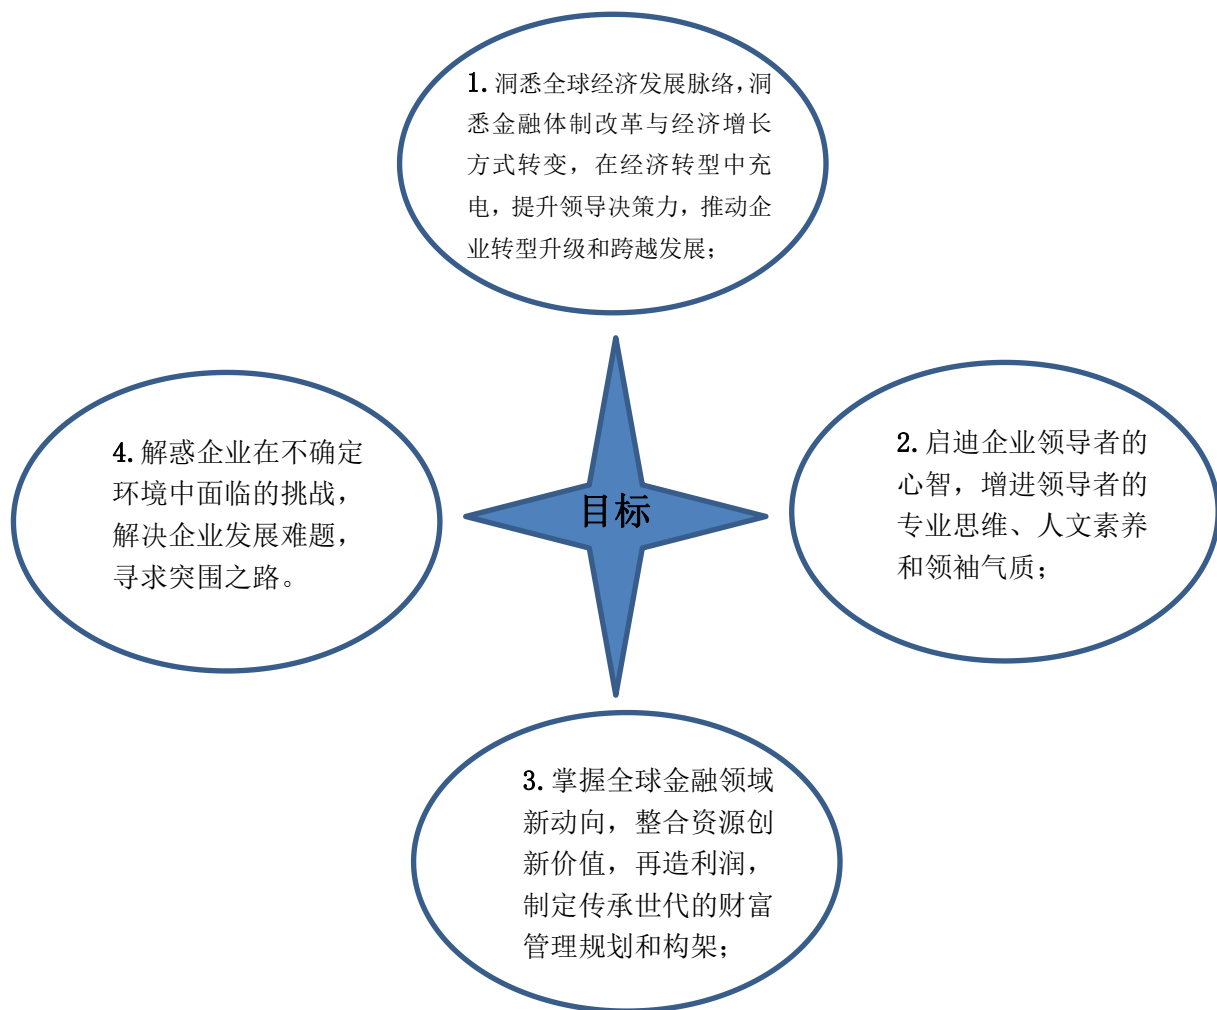 1. 洞悉全球经济发展脉络，洞
悉金融体制改革与经济增长
方式转变，在经济转型中充
电，提升领导决策力，推动企
业转型升级和跨越发展；
4. 解惑企业在不确定
环境中面临的挑战，
解决企业发展难题，
寻求突围之路。
目标
2. 启迪企业领导者的
心智，增进领导者的
专业思维、人文素养
和领袖气质；
3. 掌握全球金融领域
新动向，整合资源创
新价值，再造利润，
制定传承世代的财富
管理规划和构架；